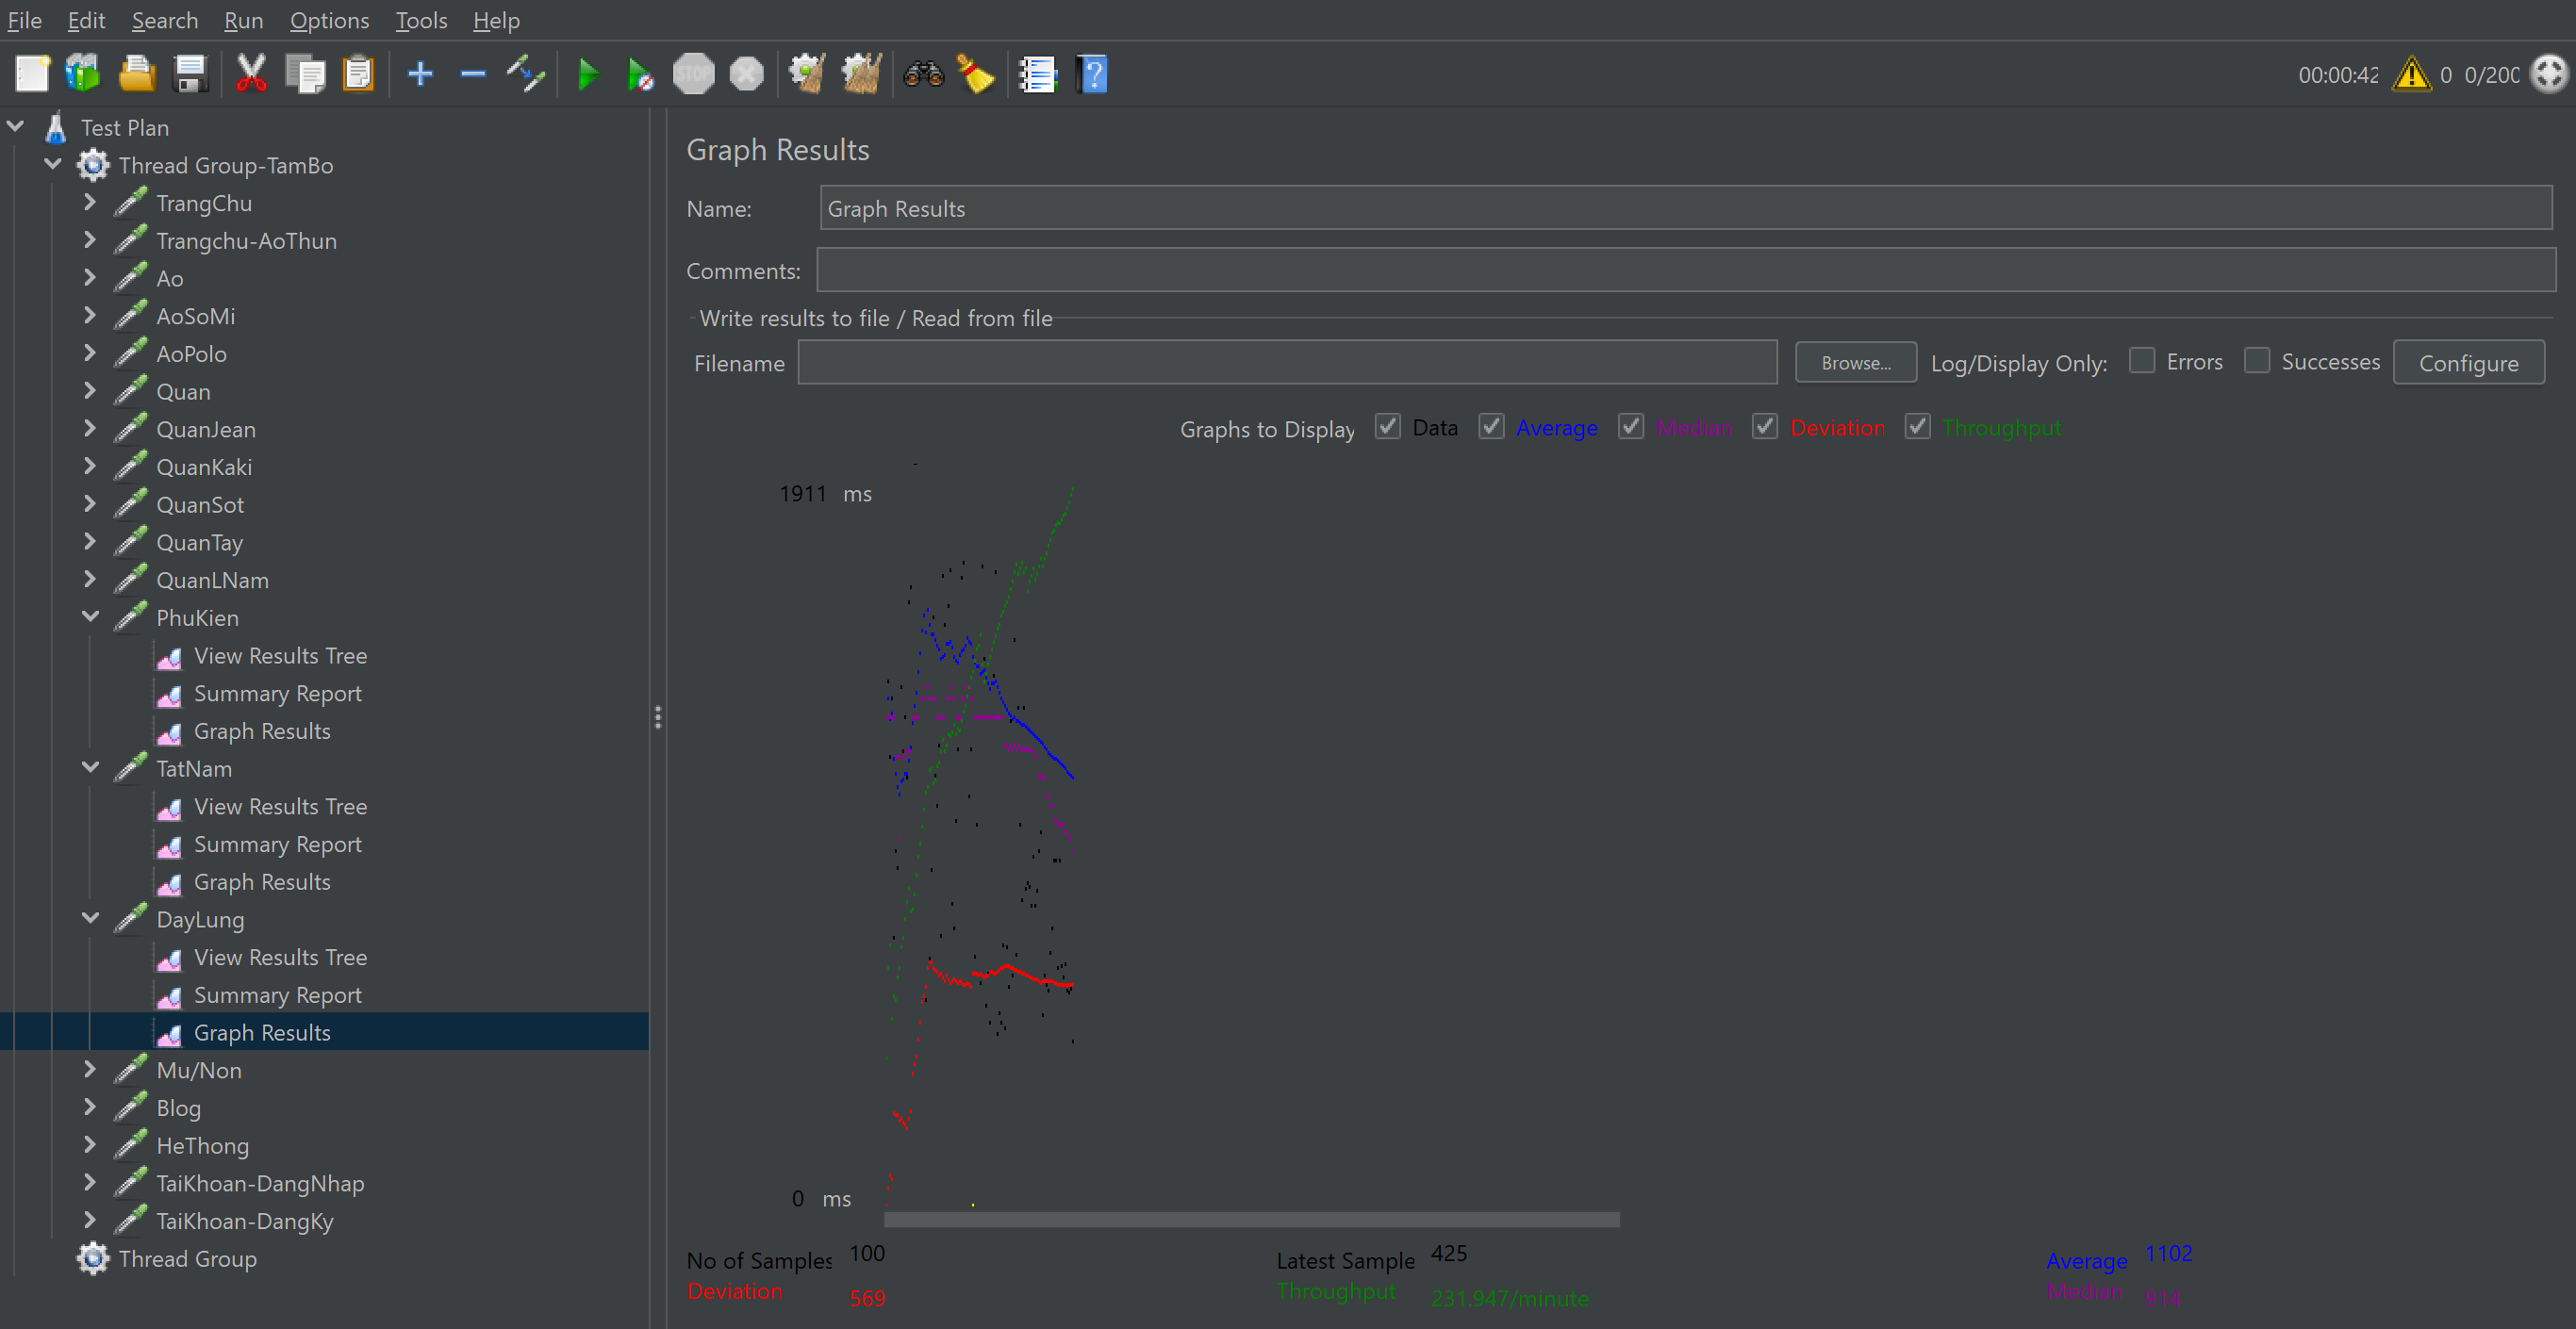 File Edit Search Run Options Tools Help
STOP
00:00:42 0 0/200
Test Plan
Thread Group-TamBo
TrangChu
Trangchu-AoThun
Ao
AoSoMi
AoPolo
Quan
QuanJean
QuanKaki
QuanSot
QuanTay
QuanLNam
PhuKien
View Results Tree
Summary Report
Graph Results
TatNam
View Results Tree
Summary Report
Graph Results
DayLung
View Results Tree
Summary Report
Graph Results
Mu/Non
Blog
HeThong
TaiKhoan-DangNhap
TaiKhoan-DangKy
Thread Group
Graph Results
Name: Graph Results
Comments:
Write results to file / Read from file
Filename Browse... Log/Display Only: Errors Successes Configure
Graphs to Display Data Average Median Deviation Throughput
1911 ms
0 ms
No of Samples 100 Latest Sample 425 Average 1102
Deviation 569 Throughput 231.947/minute Median 914